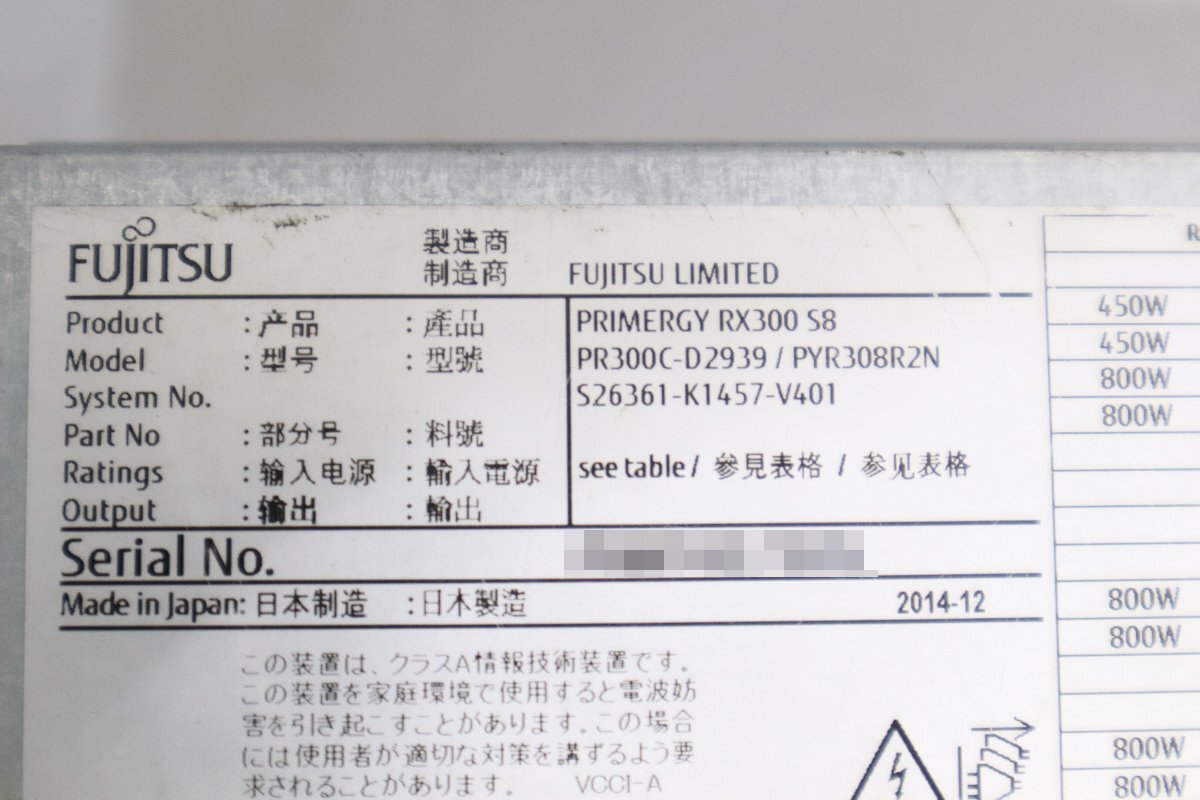 FUJITSU
製造商
制造商 FUJITSU LIMITED
Product :产品 :產品 PRIMERGY RX300 S8
Model :型号 :型號 PR300C-D2939 / PYR308R2N
System No. S26361-K1457-V401
Part No :部分号 :料號
Ratings :输入电源 :輸入電源 see table / 參見表格 / 参见表格
Output :输出 :輸出
Serial No.
Made in Japan: 日本制造 :日本製造 2014-12
この装置は、クラスA情報技術装置です。
この装置を家庭環境で使用すると電波妨
害を引き起こすことがあります。この場合
には使用者が適切な対策を講ずるよう要
求されることがあります。 VCCI-A
R
450W
450W
800W
800W
800W
800W
800W
800W